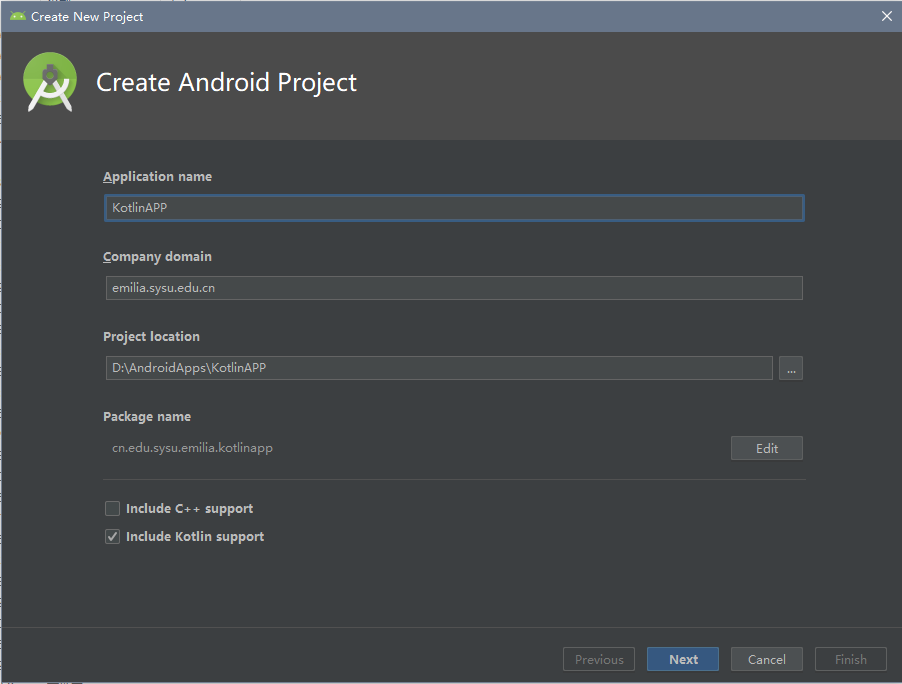 Create New Project
Create Android Project
Application name
KotlinAPP
Company domain
emilia.sysu.edu.cn
Project location
D:\AndroidApps\KotlinAPP
...
Package name
cn.edu.sysu.emilia.kotlinapp
Edit
Include C++ support
Include Kotlin support
Previous
Next
Cancel
Finish